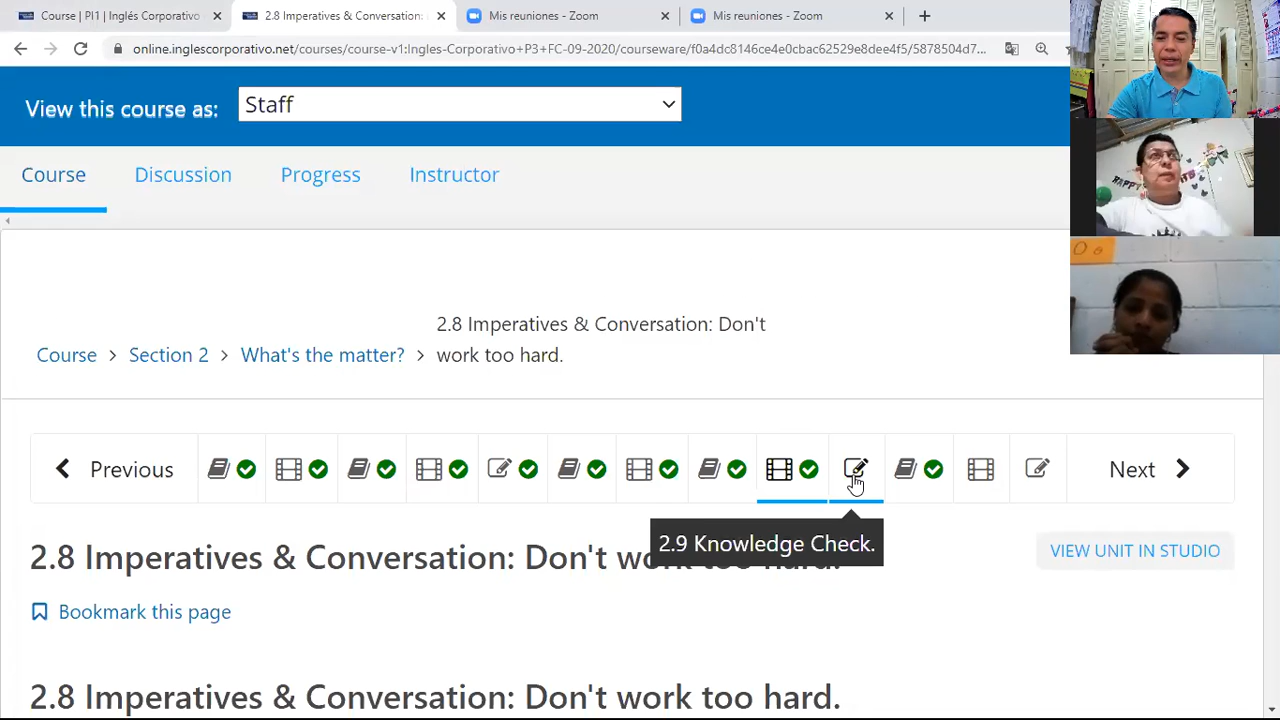 Course | PI1 | Inglés Corporativo
2.8 Imperatives & Conversation:
Mis reuniones - Zoom
Mis reuniones - Zoom
online.inglescorporativo.net/courses/course-v1:Ingles-Corporativo+P3+FC-09-2020/courseware/f0a4dc8146ce4e0cbac62529e8dee4f5/5878504d7...
View this course as:
Staff
Course
Discussion
Progress
Instructor
Course > Section 2 > What's the matter? > 2.8 Imperatives & Conversation: Don't
work too hard.
Previous
Next
2.9 Knowledge Check.
2.8 Imperatives & Conversation: Don't work too hard.
VIEW UNIT IN STUDIO
Bookmark this page
2.8 Imperatives & Conversation: Don't work too hard.